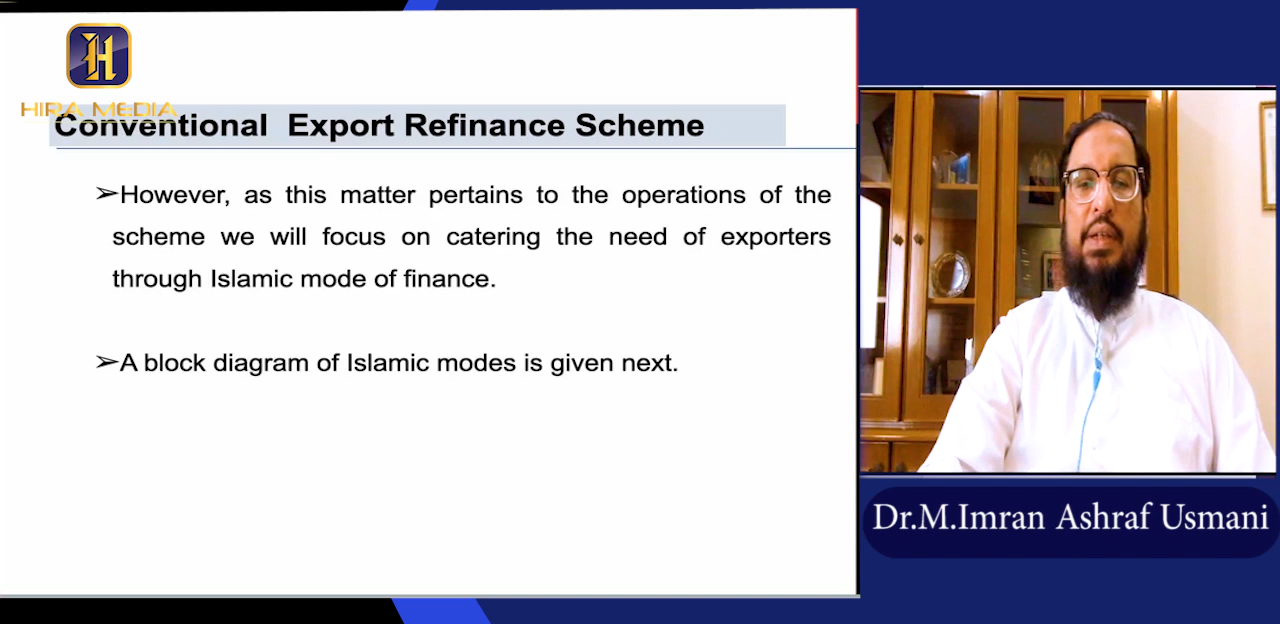 H
HIRA MEDIA
Conventional Export Refinance Scheme
➢However, as this matter pertains to the operations of the
scheme we will focus on catering the need of exporters
through Islamic mode of finance.
➢A block diagram of Islamic modes is given next.
Dr.M.Imran Ashraf Usmani